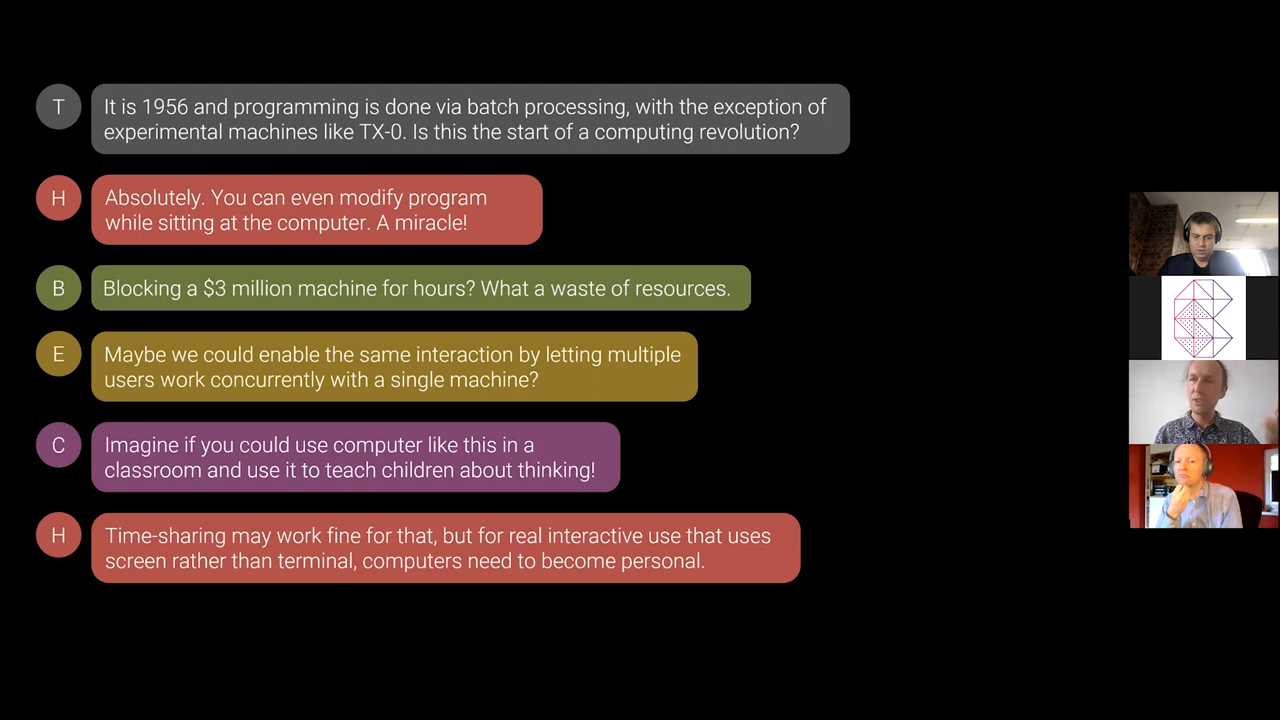 T
It is 1956 and programming is done via batch processing, with the exception of
experimental machines like TX-0. Is this the start of a computing revolution?
H
Absolutely. You can even modify program
while sitting at the computer. A miracle!
B
Blocking a $3 million machine for hours? What a waste of resources.
E
Maybe we could enable the same interaction by letting multiple
users work concurrently with a single machine?
C
Imagine if you could use computer like this in a
classroom and use it to teach children about thinking!
H
Time-sharing may work fine for that, but for real interactive use that uses
screen rather than terminal, computers need to become personal.